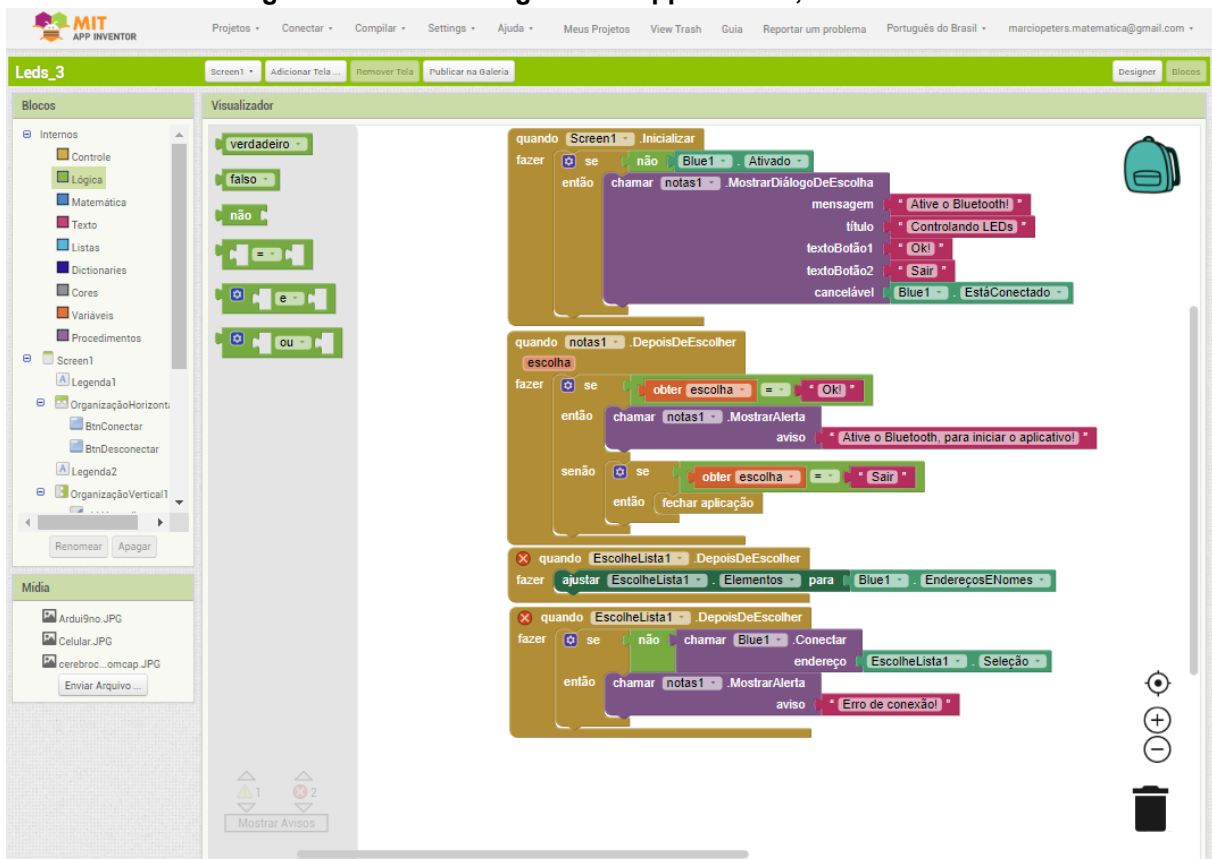 MIT
APP INVENTOR
Projetos Conectar Compilar Settings Ajuda Meus Projetos View Trash Guia Reportar um problema Português do Brasil marciopeters.matematica@gmail.com
Leds_3
Screen1 Adicionar Tela ... Remover Tela Publicar na Galeria Designer Blocos
Blocos
Visualizador
Internos
Controle
Lógica
Matemática
Texto
Listas
Dictionaries
Cores
Variáveis
Procedimentos
Screen1
Legenda1
OrganizaçãoHorizont
BtnConectar
BtnDesconectar
Legenda2
OrganizaçãoVertical1
Renomear Apagar
Mídia
Ardui9no.JPG
Celular.JPG
cerebroc...omcap.JPG
Enviar Arquivo ...
verdadeiro
falso
não
=
e
ou
1 2
Mostrar Avisos
quando Screen1 .Inicializar
fazer se não Blue1 . Ativado
então chamar notas1 .MostrarDiálogoDeEscolha
mensagem " Ative o Bluetooth! "
título " Controlando LEDs "
textoBotão1 " Ok! "
textoBotão2 " Sair "
cancelável Blue1 . EstáConectado
quando notas1 .DepoisDeEscolher
escolha
fazer se obter escolha = " Ok! "
então chamar notas1 .MostrarAlerta
aviso " Ative o Bluetooth, para iniciar o aplicativo! "
senão se obter escolha = " Sair "
então fechar aplicação
quando EscolheLista1 .DepoisDeEscolher
fazer ajustar EscolheLista1 . Elementos para Blue1 . EndereçosENomes
quando EscolheLista1 .DepoisDeEscolher
fazer se não chamar Blue1 .Conectar
endereço EscolheLista1 . Seleção
então chamar notas1 .MostrarAlerta
aviso " Erro de conexão! "